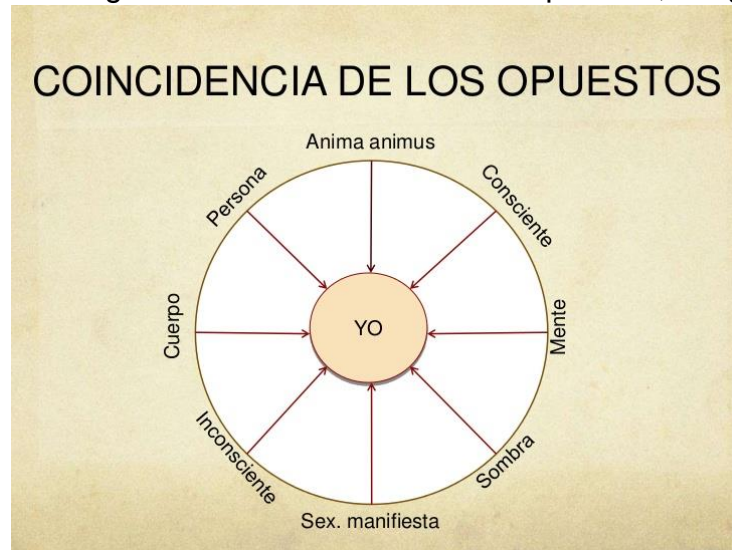 COINCIDENCIA DE LOS OPUESTOS
Anima animus
Persona
Consciente
Cuerpo
YO
Mente
Inconsciente
Sombra
Sex. manifiesta